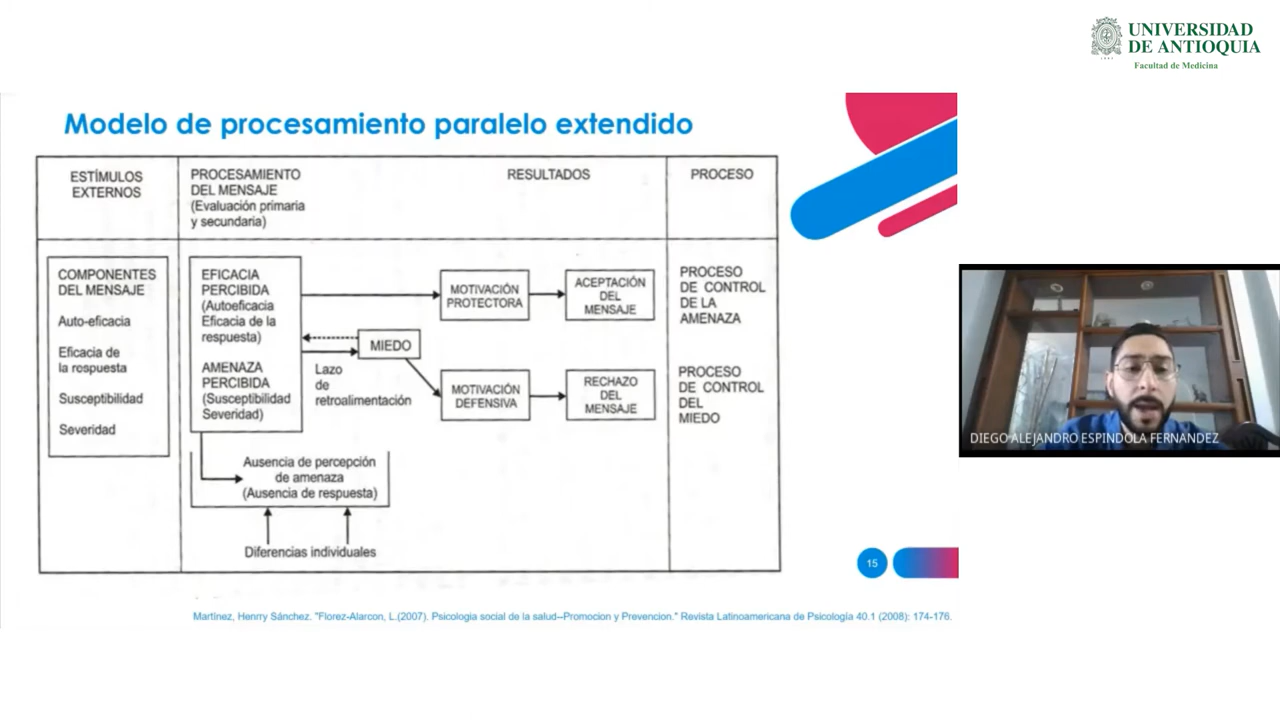 UNIVERSIDAD
DE ANTIOQUIA
Facultad de Medicina
Modelo de procesamiento paralelo extendido
ESTÍMULOS
EXTERNOS
PROCESAMIENTO
DEL MENSAJE
(Evaluación primaria
y secundaria)
RESULTADOS
PROCESO
COMPONENTES
DEL MENSAJE
Auto-eficacia
Eficacia de
la respuesta
Susceptibilidad
Severidad
EFICACIA
PERCIBIDA
(Autoeficacia
Eficacia de la
respuesta)
AMENAZA
PERCIBIDA
(Susceptibilidad
Severidad)
MIEDO
Lazo
de
retroalimentación
MOTIVACIÓN
PROTECTORA
ACEPTACIÓN
DEL
MENSAJE
MOTIVACIÓN
DEFENSIVA
RECHAZO
DEL
MENSAJE
PROCESO
DE CONTROL
DE LA
AMENAZA
PROCESO
DE CONTROL
DEL
MIEDO
Ausencia de percepción
de amenaza
(Ausencia de respuesta)
Diferencias individuales
15
Martínez, Henrry Sánchez. "Florez-Alarcon, L.(2007). Psicologia social de la salud--Promocion y Prevencion." Revista Latinoamericana de Psicología 40.1 (2008): 174-176.
DIEGO ALEJANDRO ESPINDOLA FERNANDEZ